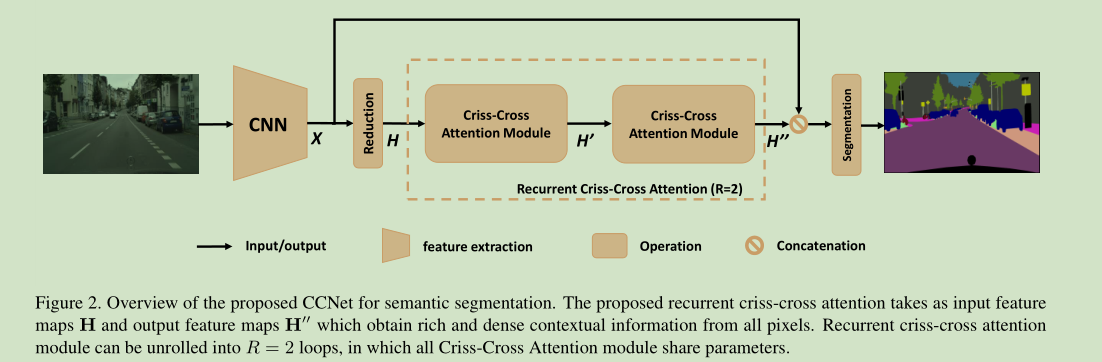 CNN
X
Reduction
H
Criss-Cross
Attention Module
H'
Criss-Cross
Attention Module
H''
Segmentation
Recurrent Criss-Cross Attention (R=2)
Input/output
feature extraction
Operation
Concatenation
Figure 2. Overview of the proposed CCNet for semantic segmentation. The proposed recurrent criss-cross attention takes as input feature
maps H and output feature maps H′′ which obtain rich and dense contextual information from all pixels. Recurrent criss-cross attention
module can be unrolled into R = 2 loops, in which all Criss-Cross Attention module share parameters.